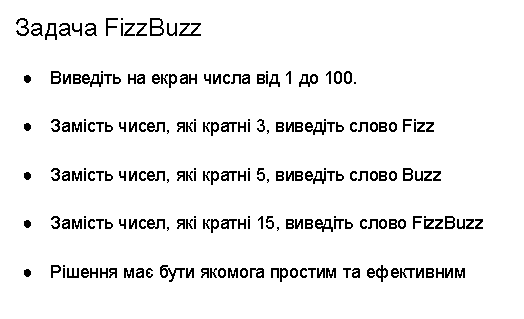 Задача FizzBuzz
● Виведіть на екран числа від 1 до 100.
● Замість чисел, які кратні 3, виведіть слово Fizz
● Замість чисел, які кратні 5, виведіть слово Buzz
● Замість чисел, які кратні 15, виведіть слово FizzBuzz
● Рішення має бути якомога простим та ефективним